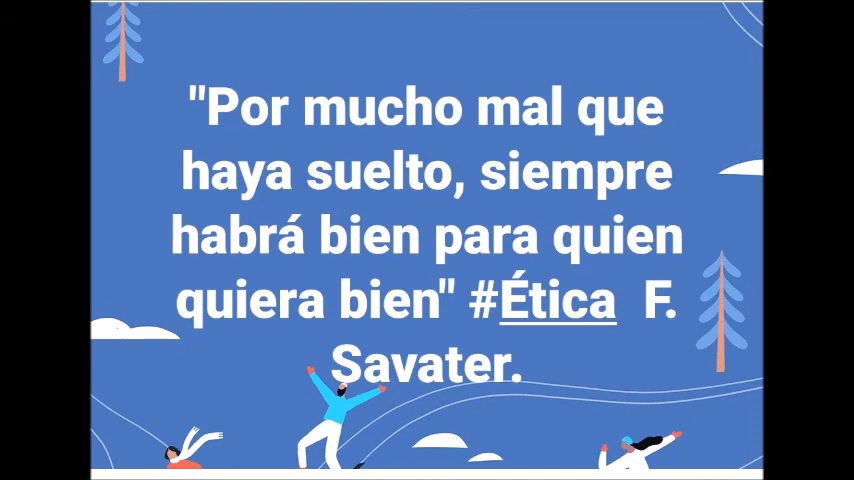 "Por mucho mal que
haya suelto, siempre
habrá bien para quien
quiera bien" #Ética F.
Savater.